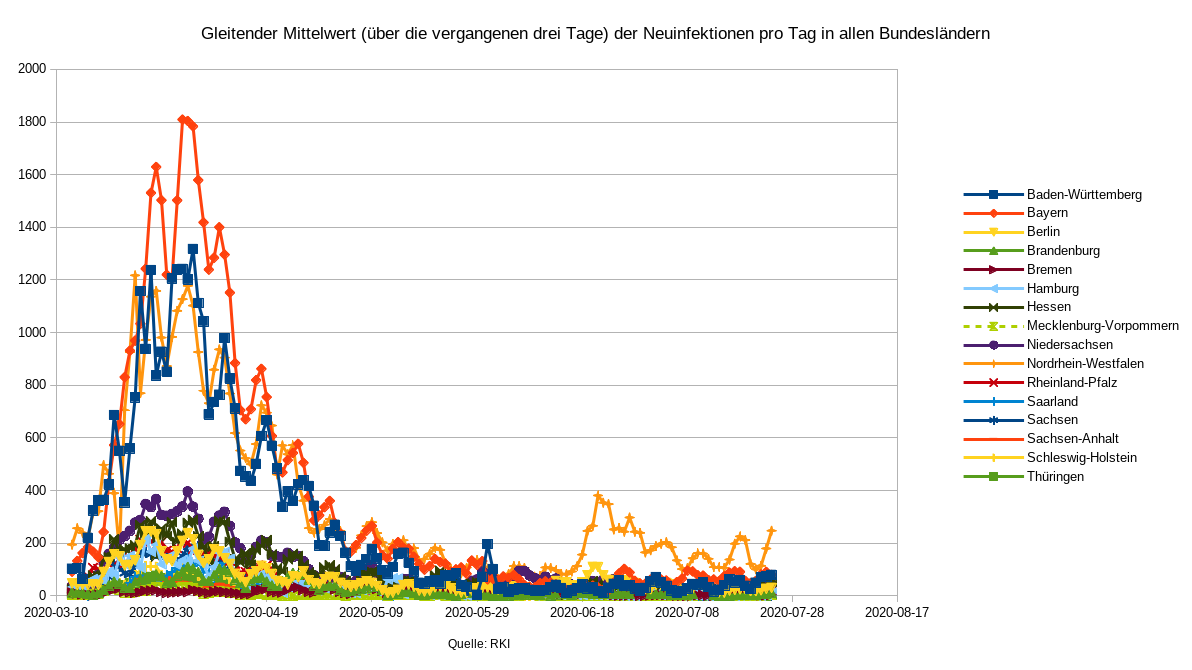 Gleitender Mittelwert (über die vergangenen drei Tage) der Neuinfektionen pro Tag in allen Bundesländern
2000
1800
1600
1400
1200
1000
800
600
400
200
0
2020-03-10 2020-03-30 2020-04-19 2020-05-09 2020-05-29 2020-06-18 2020-07-08 2020-07-28 2020-08-17
Baden-Württemberg
Bayern
Berlin
Brandenburg
Bremen
Hamburg
Hessen
Mecklenburg-Vorpommern
Niedersachsen
Nordrhein-Westfalen
Rheinland-Pfalz
Saarland
Sachsen
Sachsen-Anhalt
Schleswig-Holstein
Thüringen
Quelle: RKI